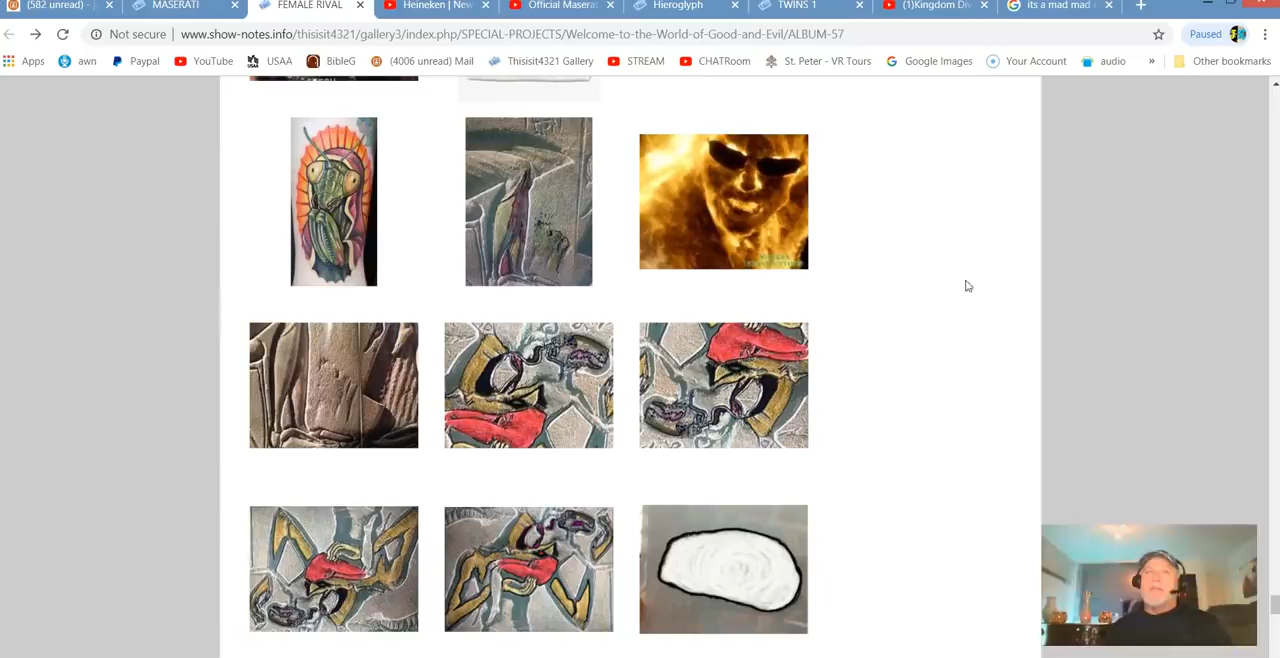 (582 unread) -
MASERATI
FEMALE RIVAL
Heineken | New
Official Maserat
Hieroglyph
TWINS 1
(1)Kingdom Div
its a mad mad
Not secure
www.show-notes.info/thisisit4321/gallery3/index.php/SPECIAL-PROJECTS/Welcome-to-the-World-of-Good-and-Evil/ALBUM-57
Paused
Apps
awn
Paypal
YouTube
USAA
BibleG
(4006 unread) Mail
Thisisit4321 Gallery
STREAM
CHATRoom
St. Peter - VR Tours
Google Images
Your Account
audio
»
Other bookmarks